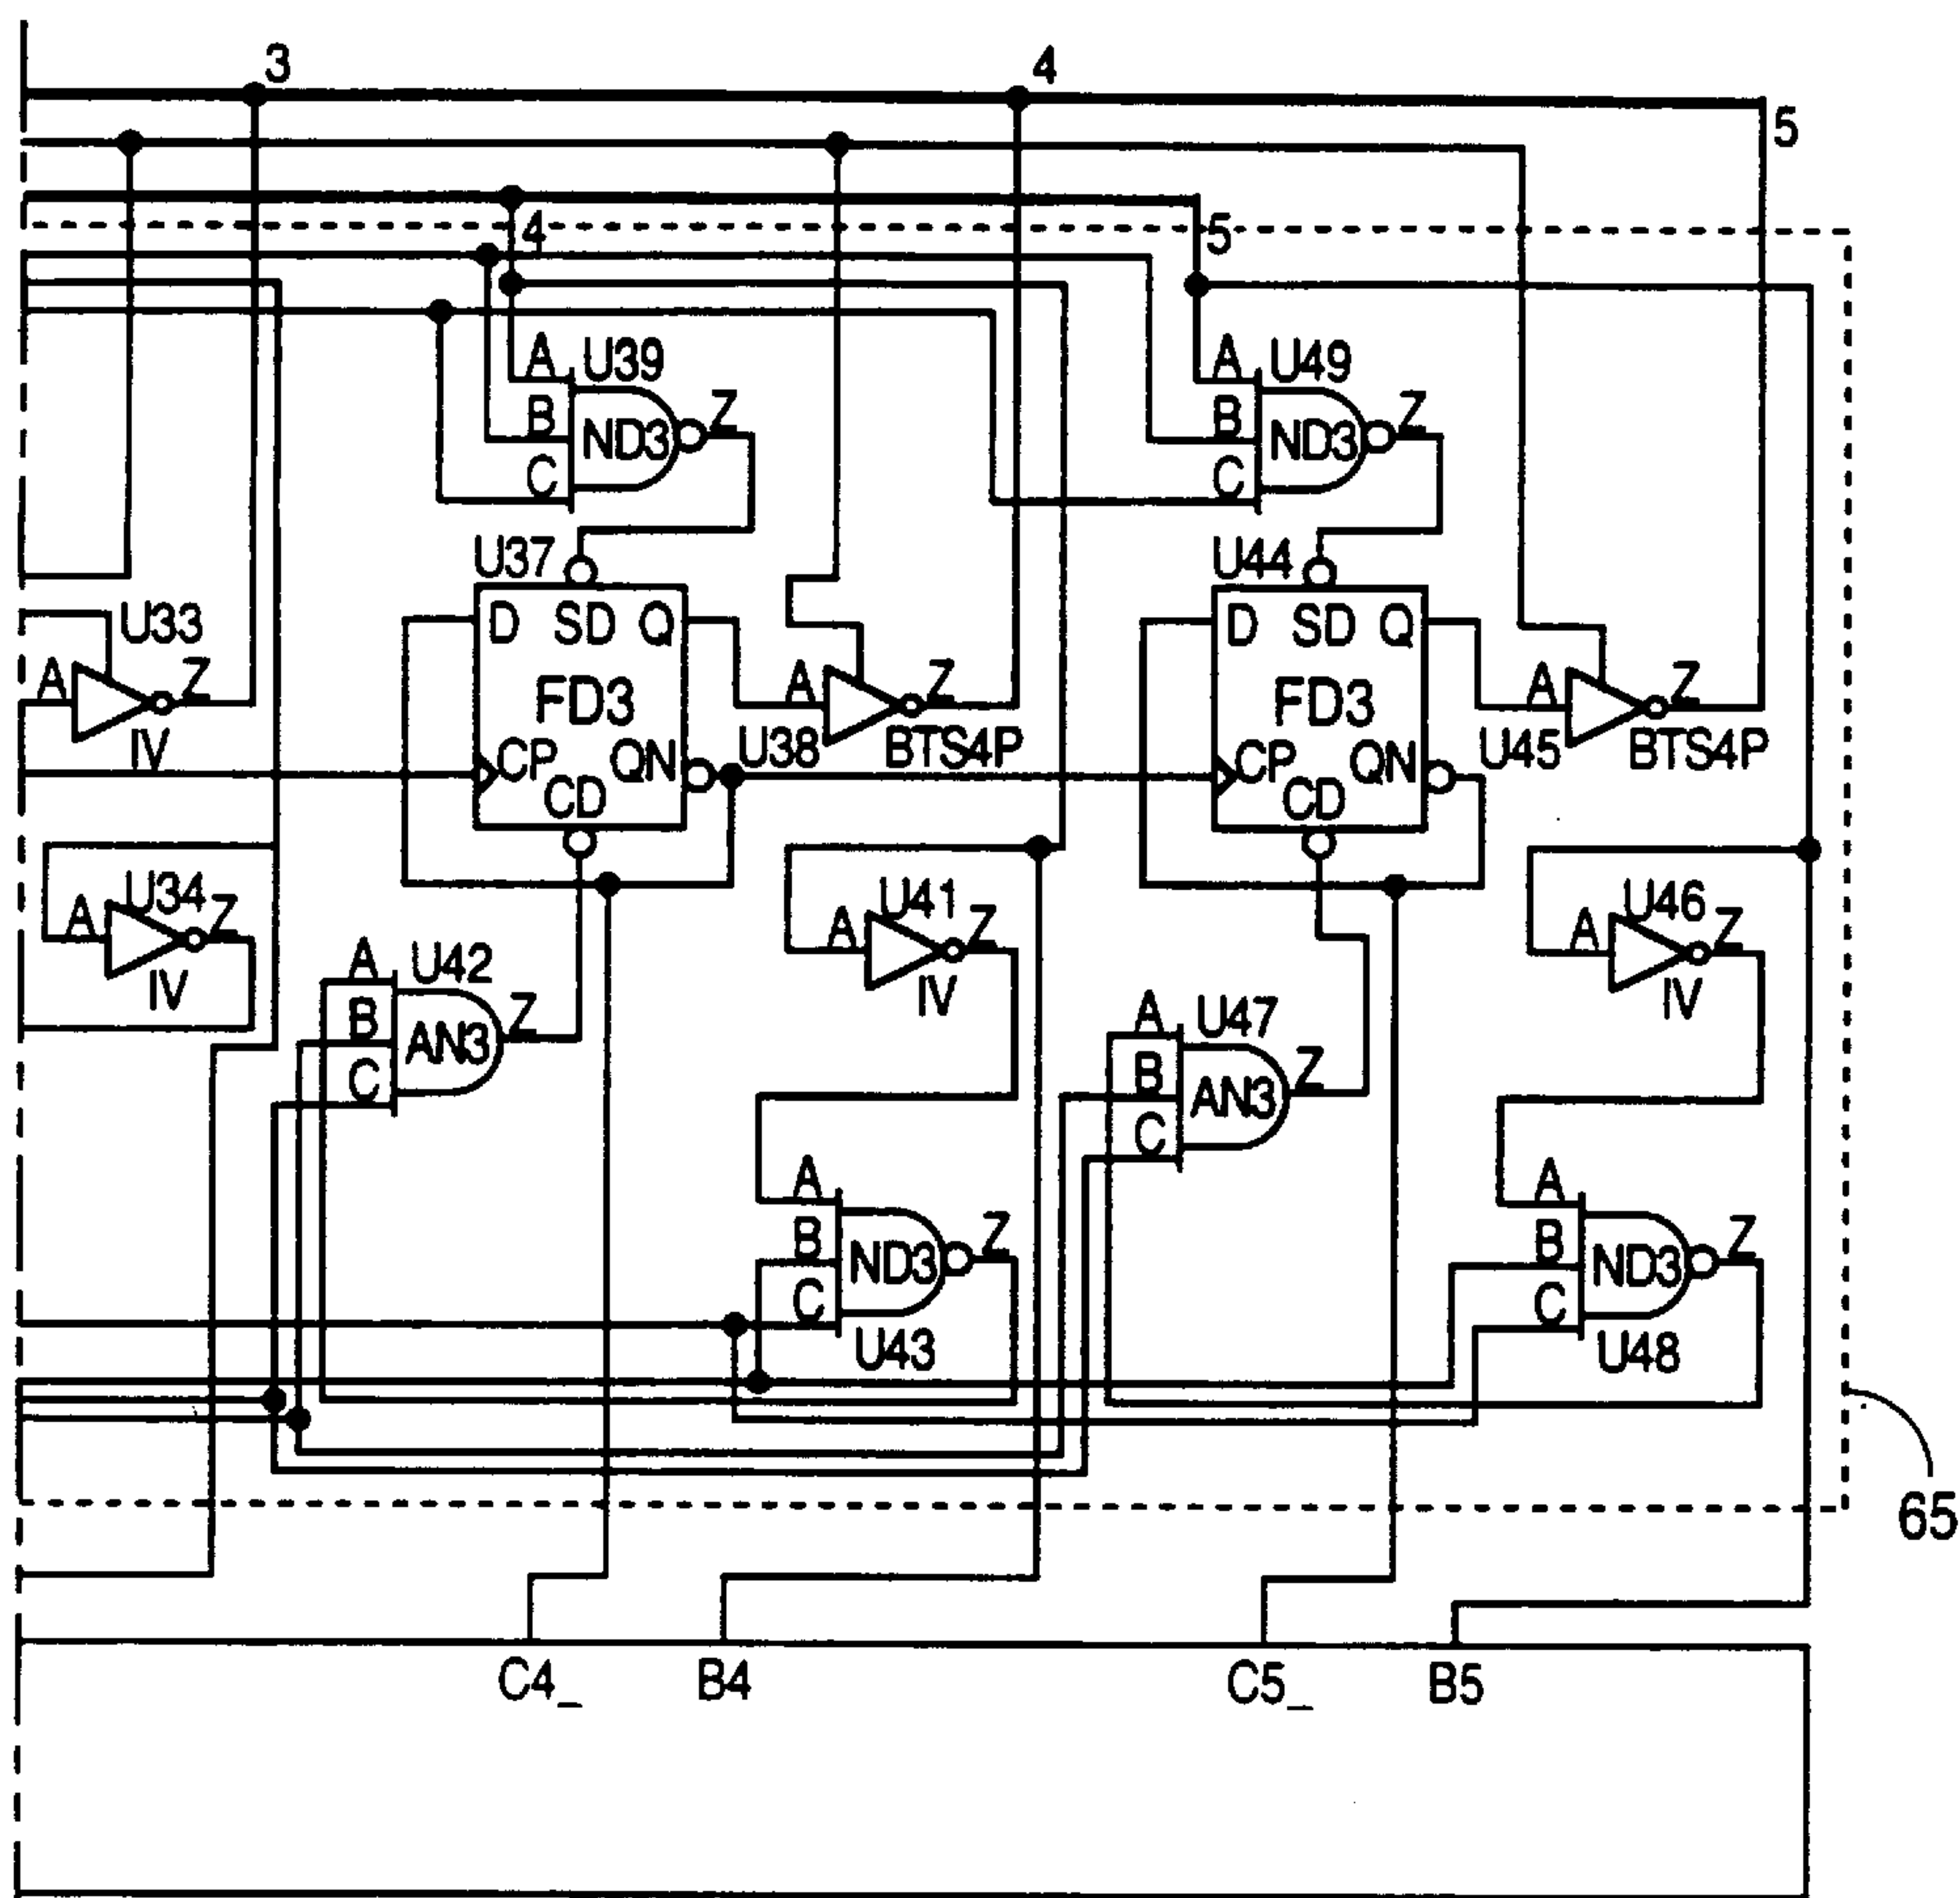 3
4
5
4
5
A U39
B ND3 Z
C
A U49
B ND3 Z
C
U37
D SD Q
FD3
CP QN
CD
U33
A Z
IV
A Z
U38 BTS4P
U44
D SD Q
FD3
CP QN
CD
A Z
U45 BTS4P
U34
A Z
IV
A U42
B AN3 Z
C
U41
A Z
IV
A U47
B AN3 Z
C
U46
A Z
IV
A
B ND3 Z
C
U43
A
B ND3 Z
C
U48
65
C4_ B4 C5_ B5